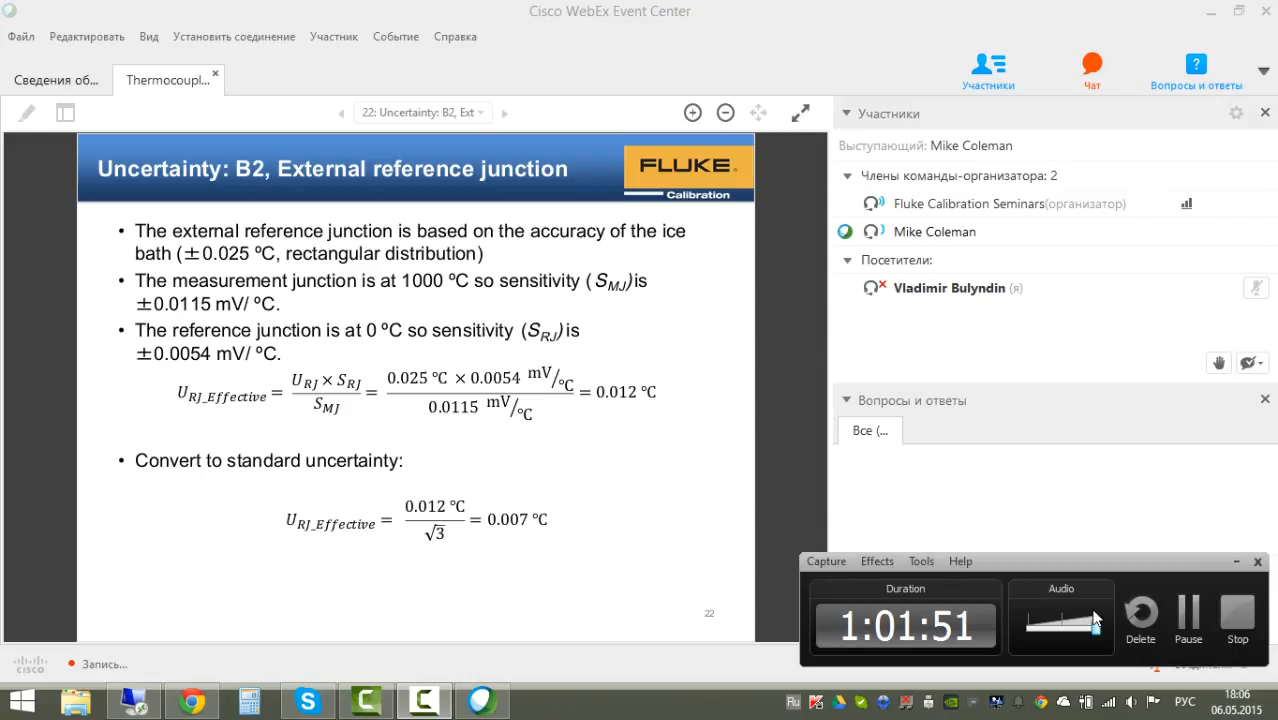 Cisco WebEx Event Center
Файл Редактировать Вид Установить соединение Участник Событие Справка
Сведения об... Thermocoupl...
Участники Чат Вопросы и ответы
22: Uncertainty: B2, Ext
Uncertainty: B2, External reference junction
FLUKE®
Calibration
• The external reference junction is based on the accuracy of the ice
bath (±0.025 ºC, rectangular distribution)
• The measurement junction is at 1000 ºC so sensitivity (S_MJ) is
±0.0115 mV/ ºC.
• The reference junction is at 0 ºC so sensitivity (S_RJ) is
±0.0054 mV/ ºC.
U_RJ_Effective = (U_RJ × S_RJ) / S_MJ = (0.025 °C × 0.0054 mV/°C) / (0.0115 mV/°C) = 0.012 °C
• Convert to standard uncertainty:
U_RJ_Effective = 0.012 °C / √3 = 0.007 °C
22
Участники
Выступающий: Mike Coleman
Члены команды-организатора: 2
Fluke Calibration Seminars(организатор)
Mike Coleman
Посетители:
Vladimir Bulyndin (я)
Вопросы и ответы
Все (...
Capture Effects Tools Help
Duration Audio
1:01:51
Delete Pause Stop
cisco Запись...
Ru РУС 18:06
06.05.2015